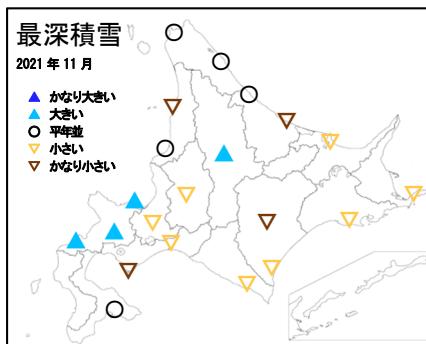 最深積雪
2021 年 11 月
かなり大きい
大きい
平年並
小さい
かなり小さい